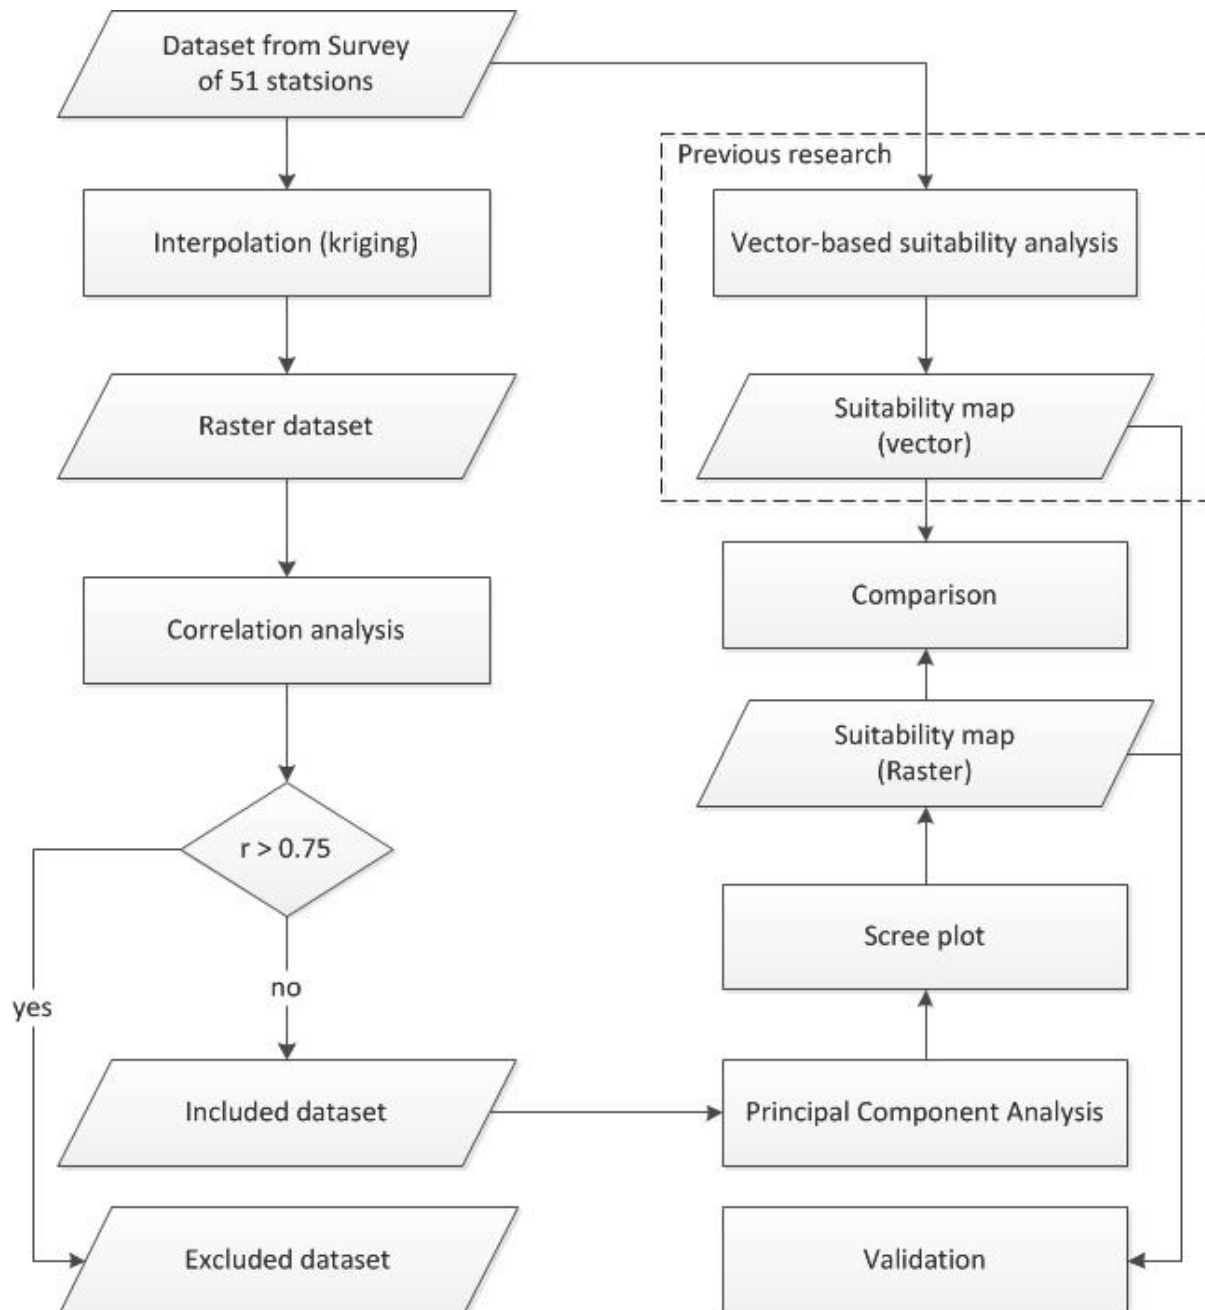 Dataset from Survey
of 51 statsions
Interpolation (kriging)
Raster dataset
Correlation analysis
r > 0.75
yes
no
Included dataset
Excluded dataset
Previous research
Vector-based suitability analysis
Suitability map
(vector)
Comparison
Suitability map
(Raster)
Scree plot
Principal Component Analysis
Validation